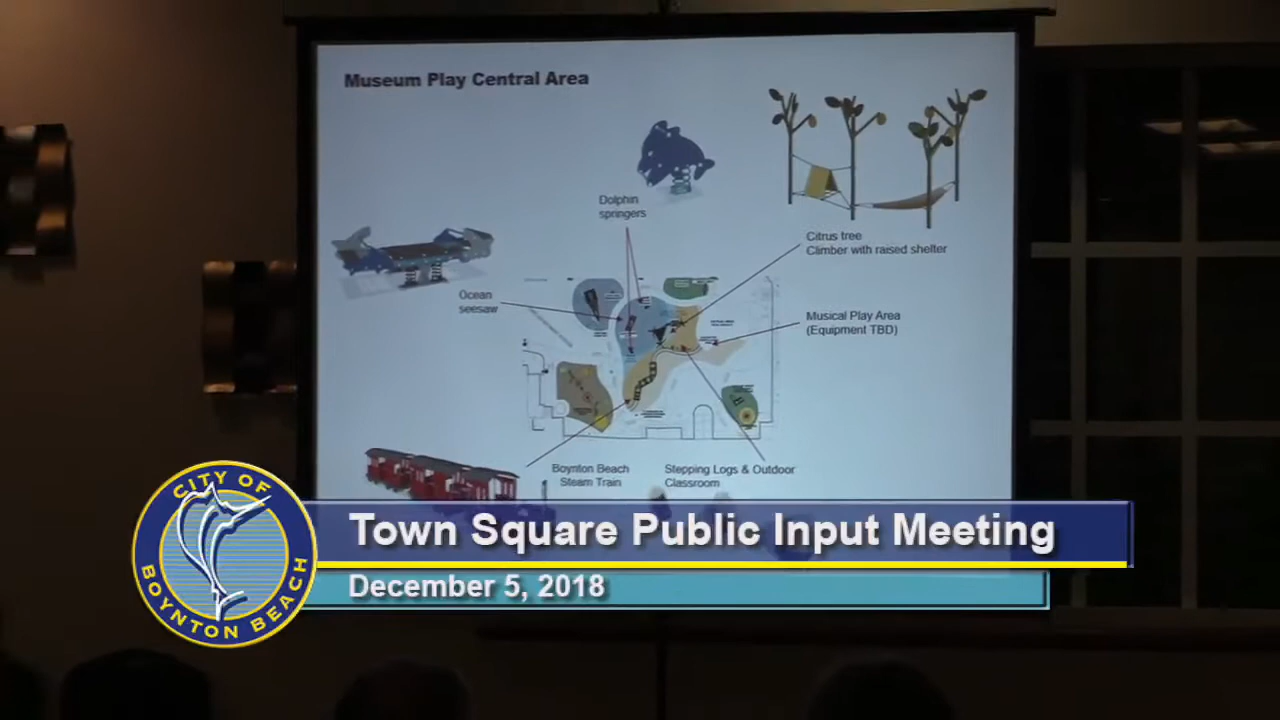 Museum Play Central Area
Dolphin
springers
Citrus tree
Climber with raised shelter
Ocean
seesaw
Musical Play Area
(Equipment TBD)
Boynton Beach
Steam Train
Stepping Logs & Outdoor
Classroom
CITY OF
BOYNTON BEACH
Town Square Public Input Meeting
December 5, 2018